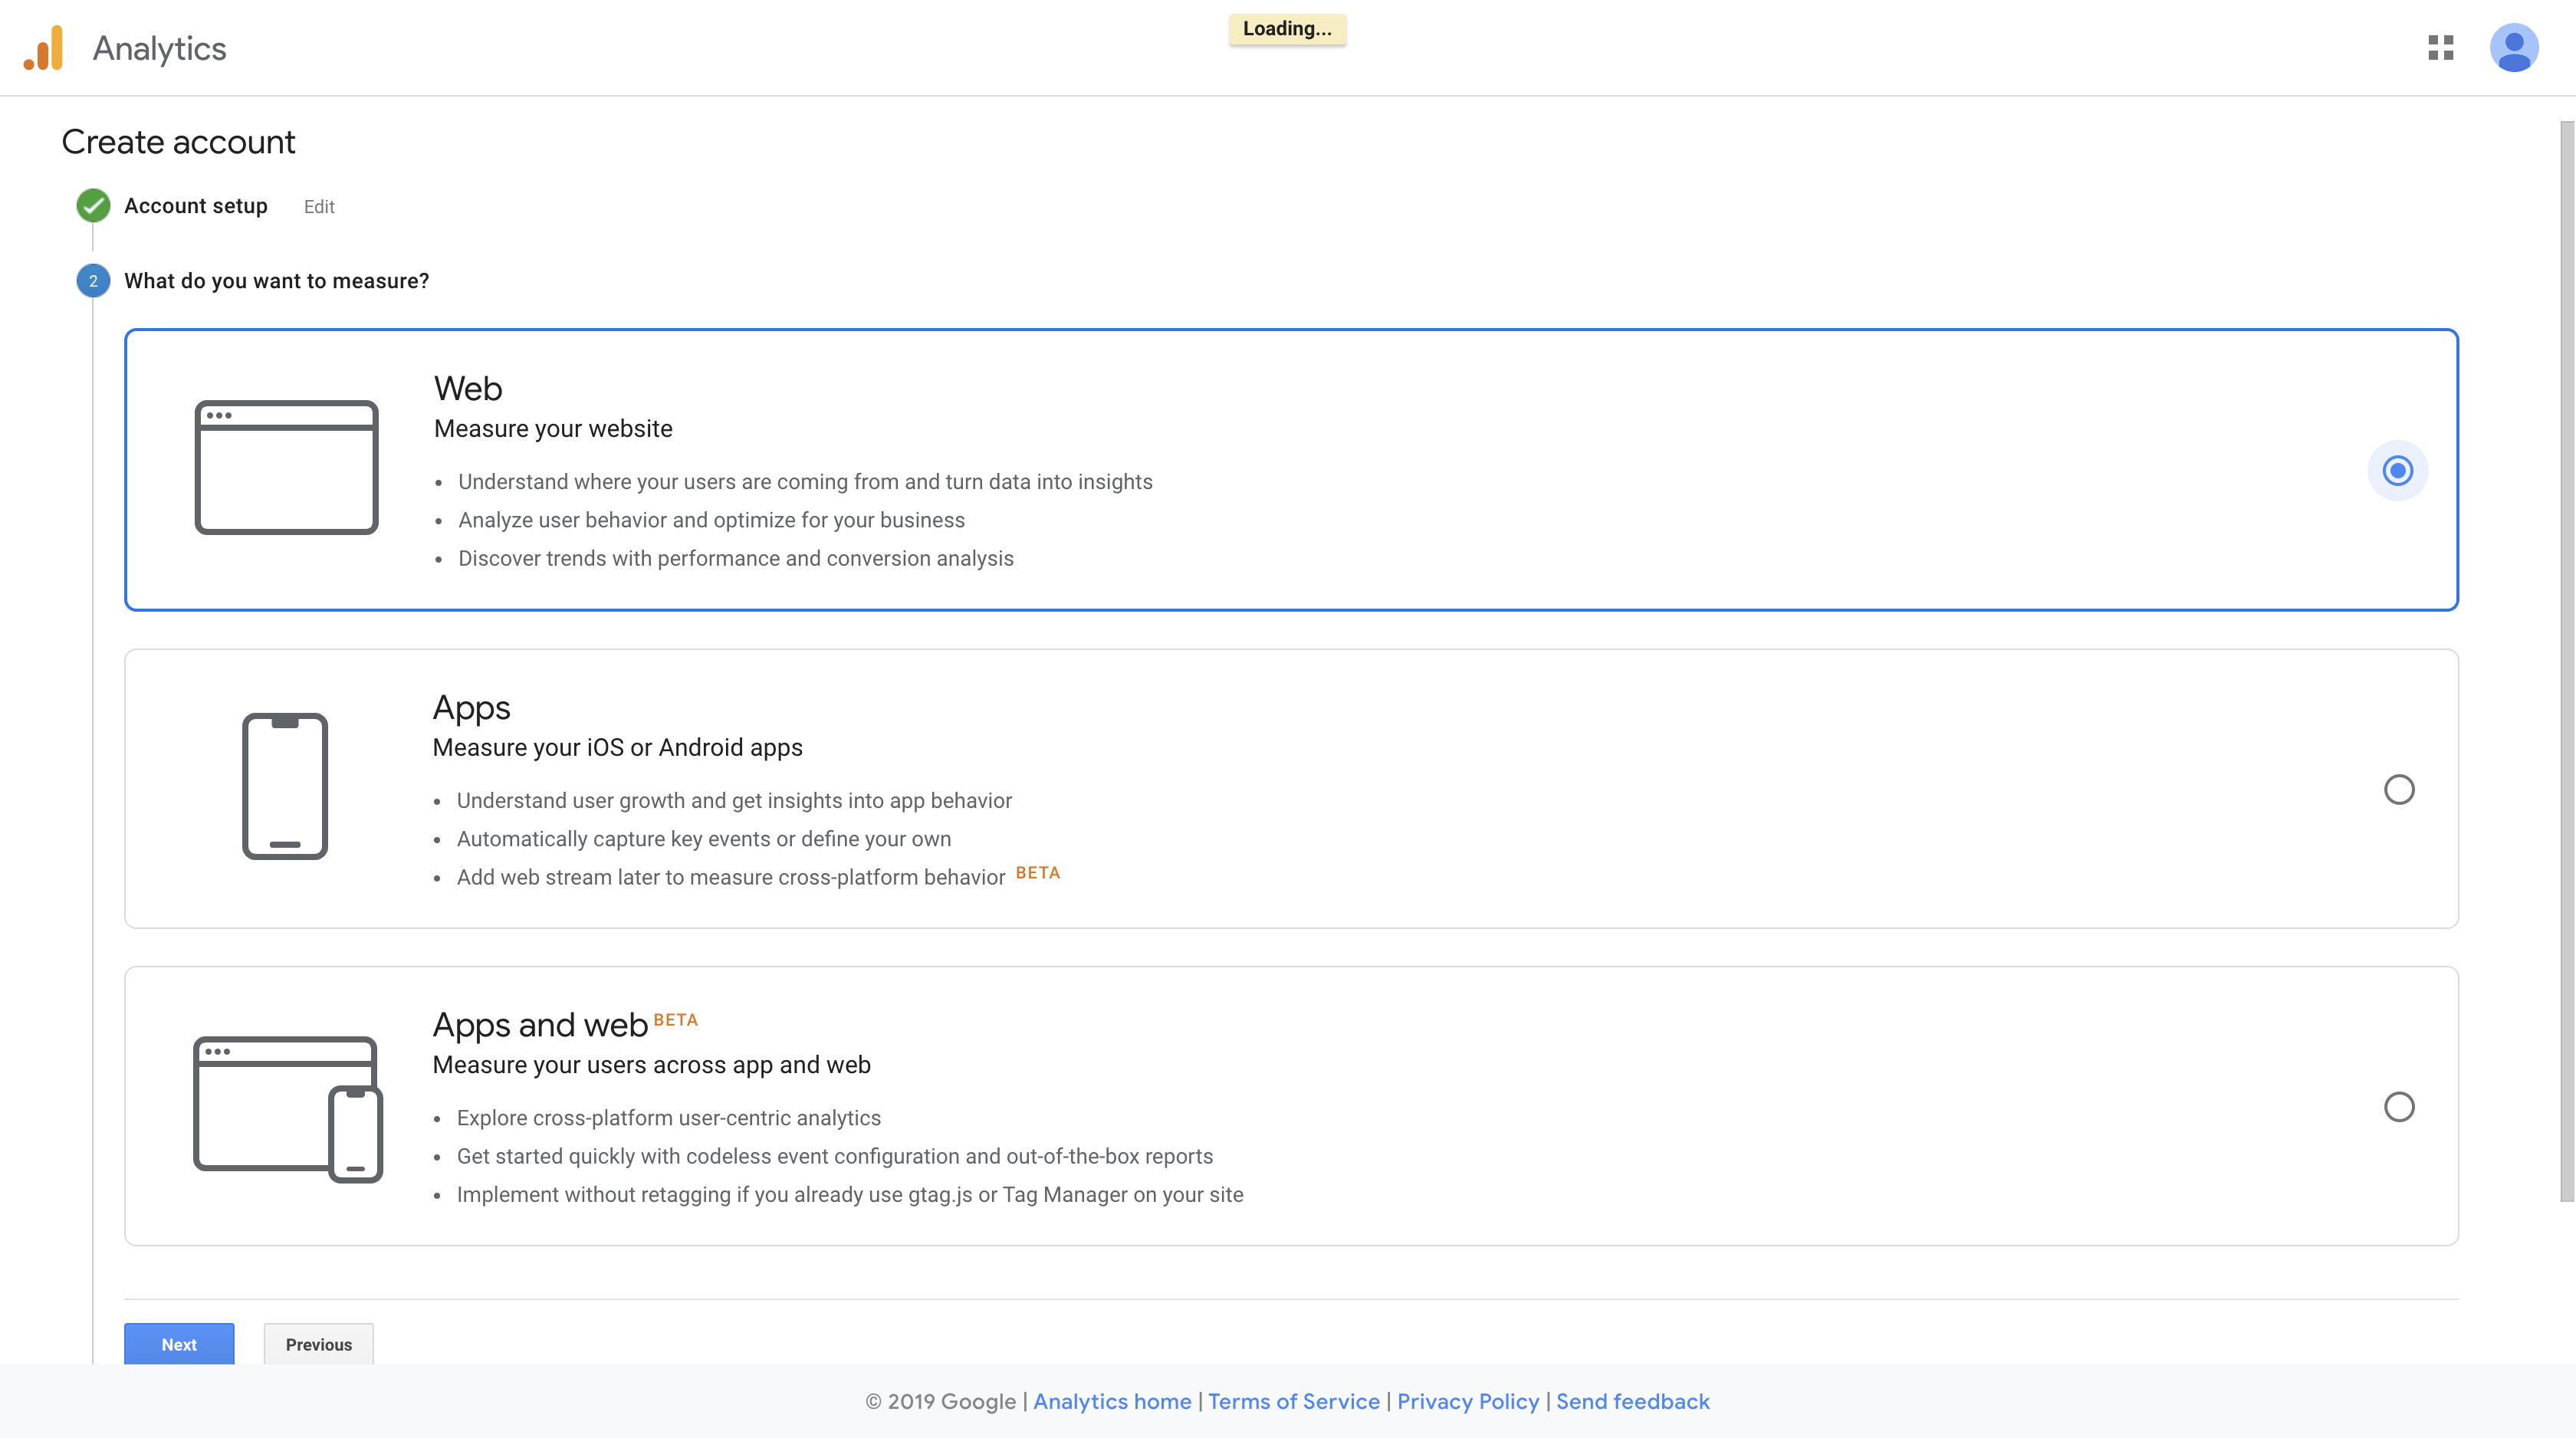 Analytics
Loading...
Create account
Account setup Edit
2 What do you want to measure?
Web
Measure your website
• Understand where your users are coming from and turn data into insights
• Analyze user behavior and optimize for your business
• Discover trends with performance and conversion analysis
Apps
Measure your iOS or Android apps
• Understand user growth and get insights into app behavior
• Automatically capture key events or define your own
• Add web stream later to measure cross-platform behavior BETA
Apps and web BETA
Measure your users across app and web
• Explore cross-platform user-centric analytics
• Get started quickly with codeless event configuration and out-of-the-box reports
• Implement without retagging if you already use gtag.js or Tag Manager on your site
Next Previous
© 2019 Google | Analytics home | Terms of Service | Privacy Policy | Send feedback